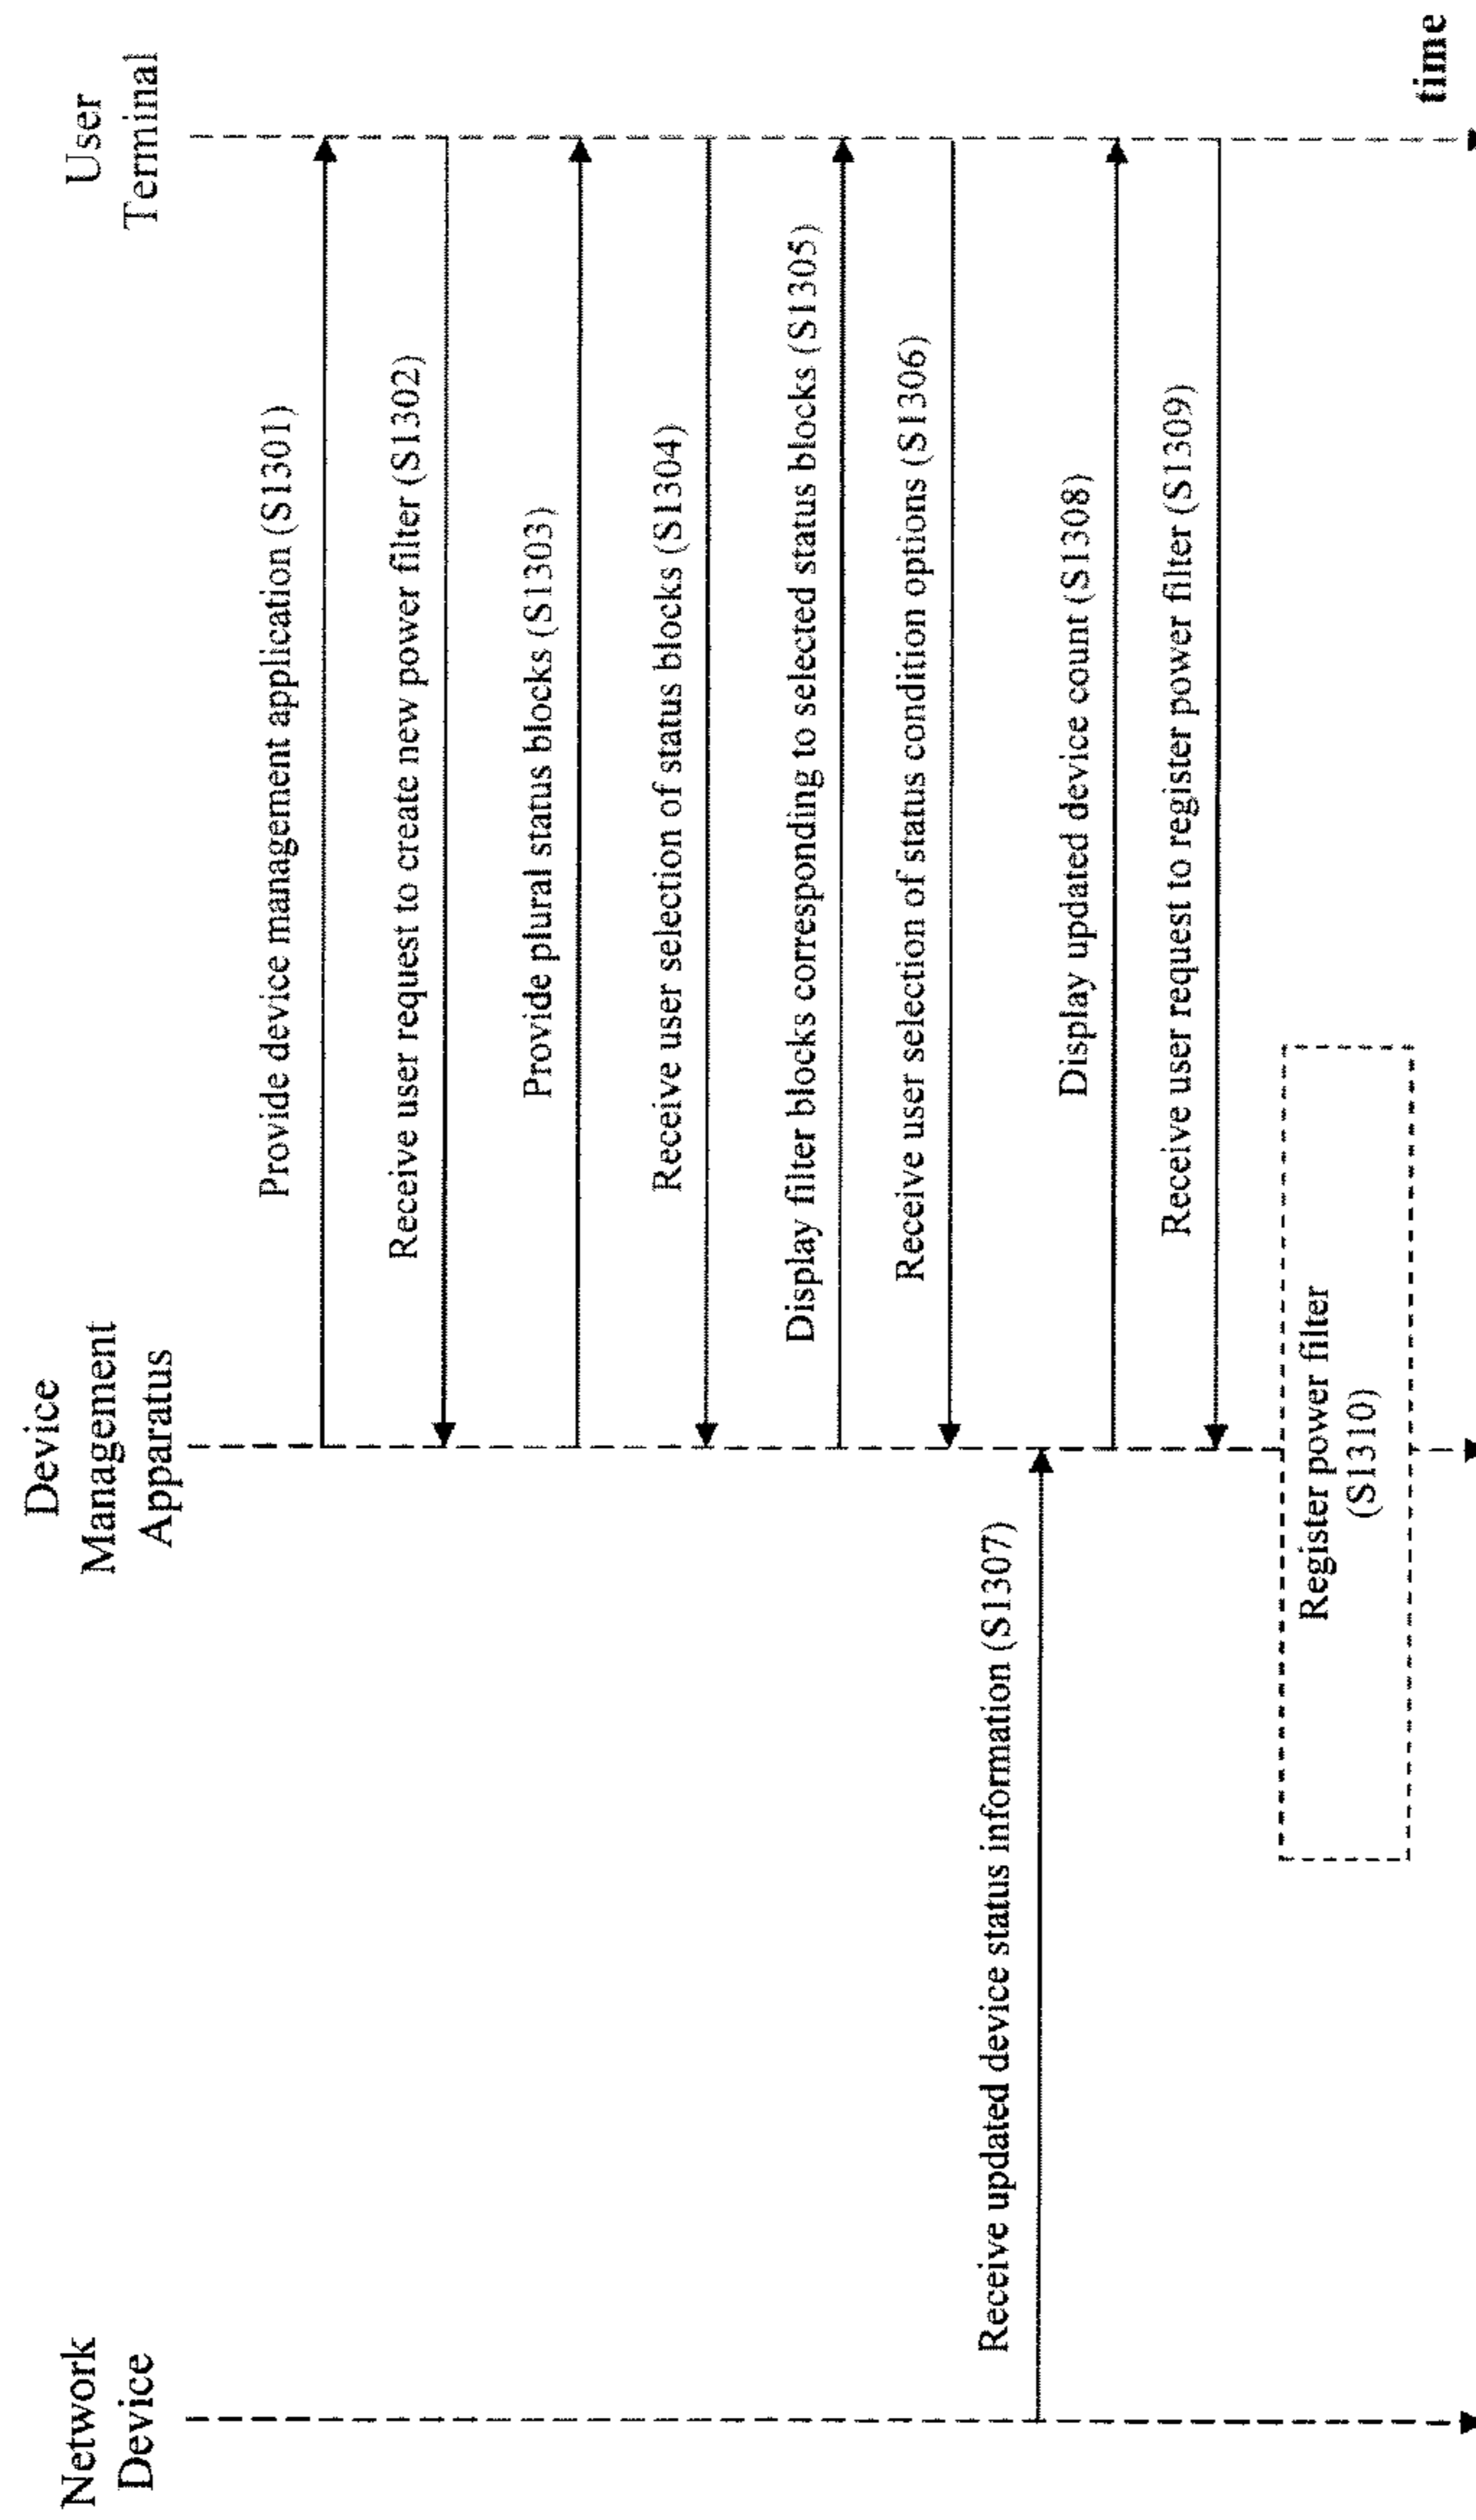 Network
Device
Device
Management
Apparatus
User
Terminal
Provide device management application (S1301)
Receive user request to create new power filter (S1302)
Provide plural status blocks (S1303)
Receive user selection of status blocks (S1304)
Display filter blocks corresponding to selected status blocks (S1305)
Receive user selection of status condition options (S1306)
Receive updated device status information (S1307)
Display updated device count (S1308)
Receive user request to register power filter (S1309)
Register power filter
(S1310)
time